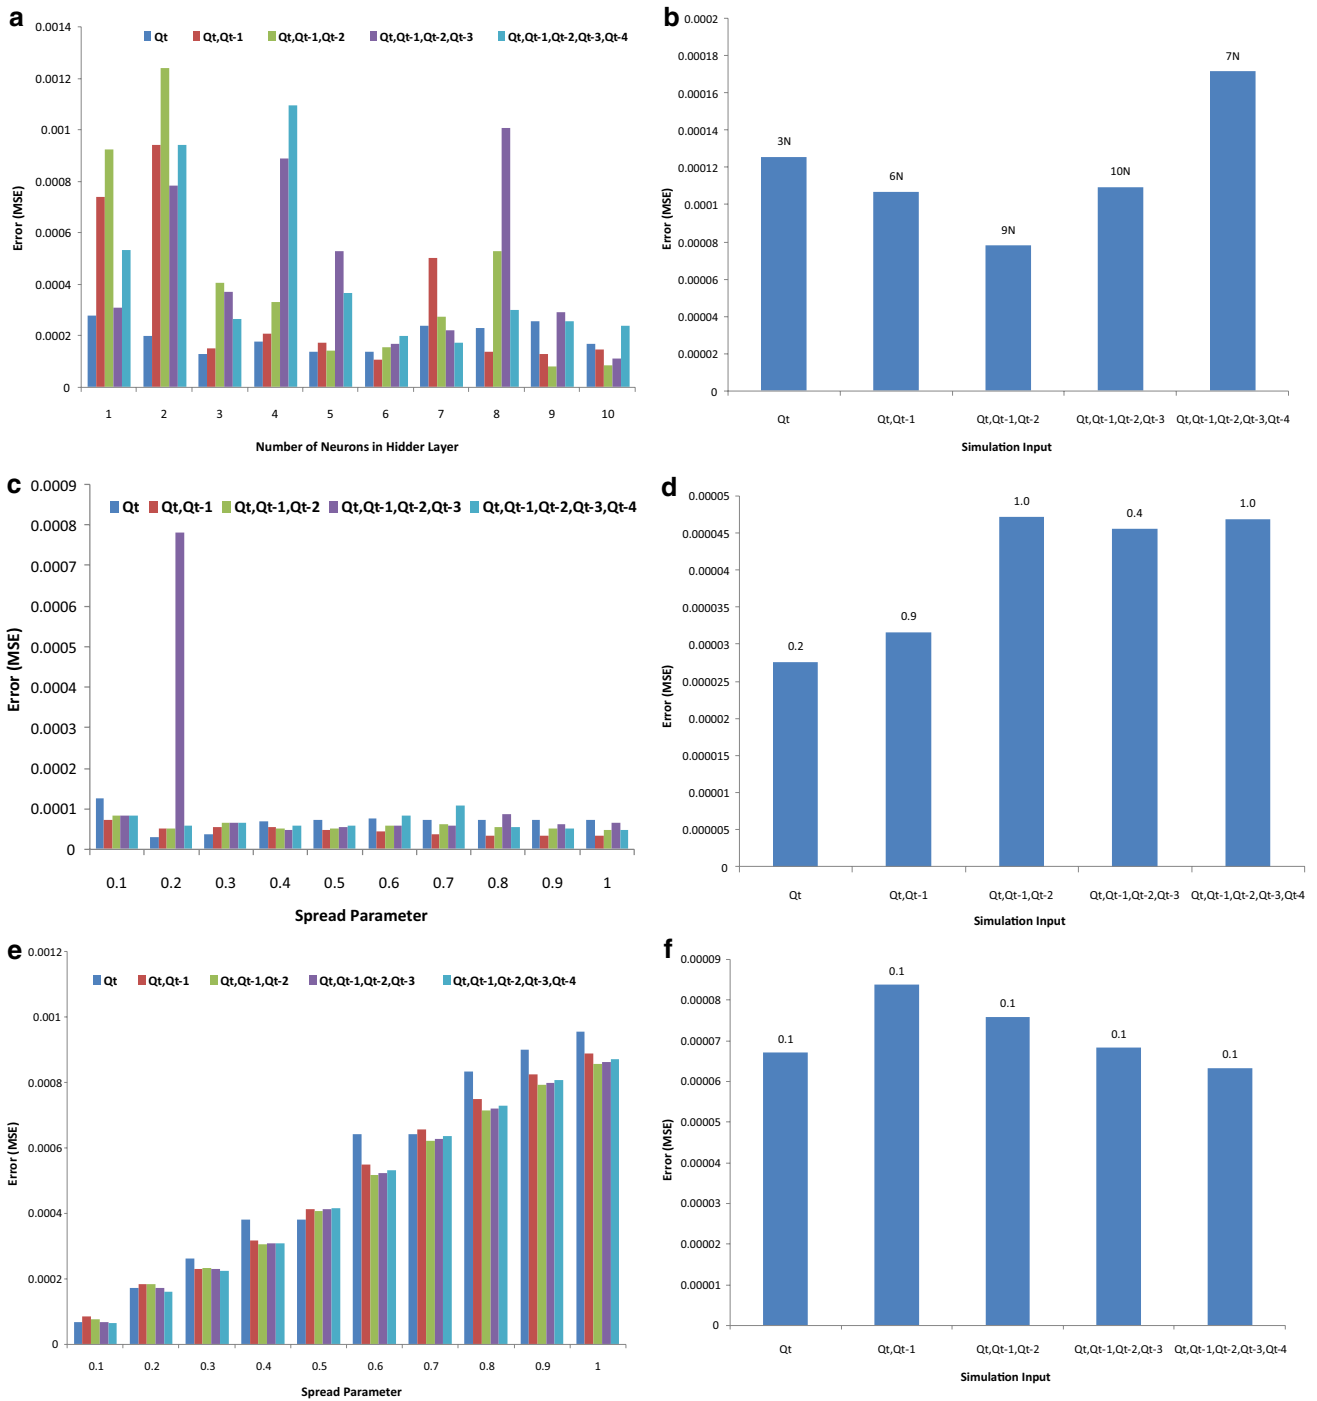 a
0.0014
0.0012
0.001
0.0008
0.0006
0.0004
0.0002
0
Error (MSE)
Qt Qt,Qt-1 Qt,Qt-1,Qt-2 Qt,Qt-1,Qt-2,Qt-3 Qt,Qt-1,Qt-2,Qt-3,Qt-4
1 2 3 4 5 6 7 8 9 10
Number of Neurons in Hidder Layer
b
0.0002
0.00018
0.00016
0.00014
0.00012
0.0001
0.00008
0.00006
0.00004
0.00002
0
Error (MSE)
3N 6N 9N 10N 7N
Qt Qt,Qt-1 Qt,Qt-1,Qt-2 Qt,Qt-1,Qt-2,Qt-3 Qt,Qt-1,Qt-2,Qt-3,Qt-4
Simulation Input
c
0.0009
0.0008
0.0007
0.0006
0.0005
0.0004
0.0003
0.0002
0.0001
0
Error (MSE)
Qt Qt,Qt-1 Qt,Qt-1,Qt-2 Qt,Qt-1,Qt-2,Qt-3 Qt,Qt-1,Qt-2,Qt-3,Qt-4
0.1 0.2 0.3 0.4 0.5 0.6 0.7 0.8 0.9 1
Spread Parameter
d
0.00005
0.000045
0.00004
0.000035
0.00003
0.000025
0.00002
0.000015
0.00001
0.000005
0
Error (MSE)
0.2 0.9 1.0 0.4 1.0
Qt Qt,Qt-1 Qt,Qt-1,Qt-2 Qt,Qt-1,Qt-2,Qt-3 Qt,Qt-1,Qt-2,Qt-3,Qt-4
Simulation Input
e
0.0012
0.001
0.0008
0.0006
0.0004
0.0002
0
Error (MSE)
Qt Qt,Qt-1 Qt,Qt-1,Qt-2 Qt,Qt-1,Qt-2,Qt-3 Qt,Qt-1,Qt-2,Qt-3,Qt-4
0.1 0.2 0.3 0.4 0.5 0.6 0.7 0.8 0.9 1
Spread Parameter
f
0.00009
0.00008
0.00007
0.00006
0.00005
0.00004
0.00003
0.00002
0.00001
0
Error (MSE)
0.1 0.1 0.1 0.1 0.1
Qt Qt,Qt-1 Qt,Qt-1,Qt-2 Qt,Qt-1,Qt-2,Qt-3 Qt,Qt-1,Qt-2,Qt-3,Qt-4
Simulation Input